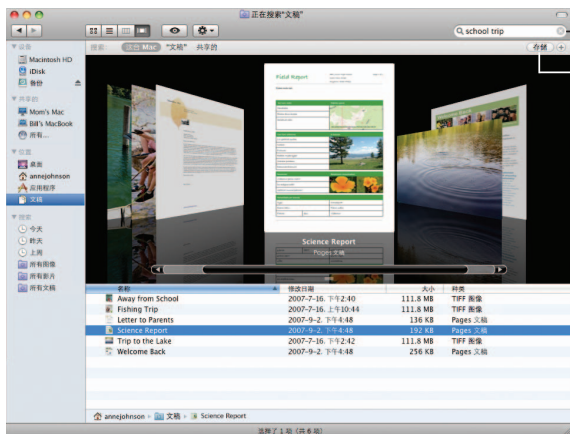 正在搜索“文稿”
school trip
搜索： 这台 Mac “文稿” 共享的
存储
设备
Macintosh HD
iDisk
备份
共享的
Mom's Mac
Bill's MacBook
所有...
位置
桌面
annejohnson
应用程序
文稿
搜索
今天
昨天
上周
所有图像
所有影片
所有文稿
Field Report
Science Report
Pages 文稿
名称 修改日期 大小 种类
Away from School 2007-7-16. 下午2:40 111.8 MB TIFF 图像
Fishing Trip 2007-7-16. 上午10:44 111.8 MB TIFF 图像
Letter to Parents 2007-9-2. 下午4:48 136 KB Pages 文稿
Science Report 2007-9-2. 下午4:48 192 KB Pages 文稿
Trip to the Lake 2007-7-16. 下午2:42 111.8 MB TIFF 图像
Welcome Back 2007-9-2. 下午4:48 256 KB Pages 文稿
annejohnson ▸ 文稿 ▸ Science Report
选择了 1 项（共 6 项）